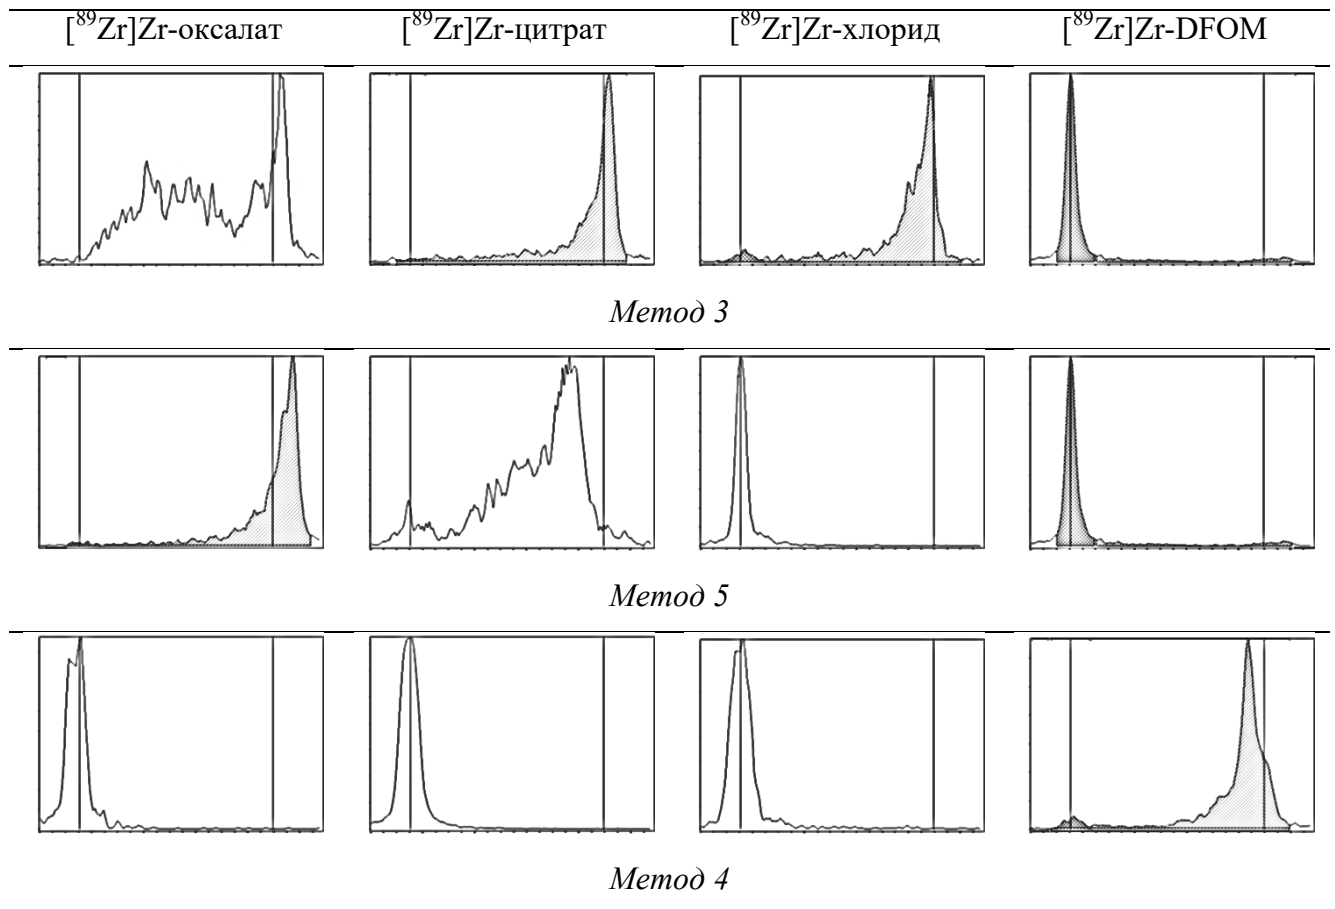 [⁸⁹Zr]Zr-оксалат [⁸⁹Zr]Zr-цитрат [⁸⁹Zr]Zr-хлорид [⁸⁹Zr]Zr-DFOM
Метод 3
Метод 5
Метод 4